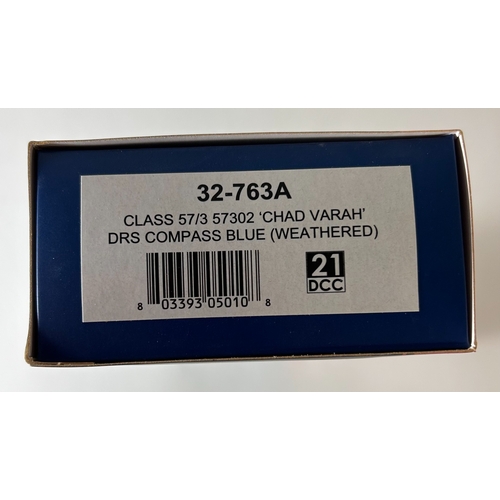 32-763A
CLASS 57/3 57302 ‘CHAD VARAH’
DRS COMPASS BLUE (WEATHERED)
8 03393 05010 8
21
DCC